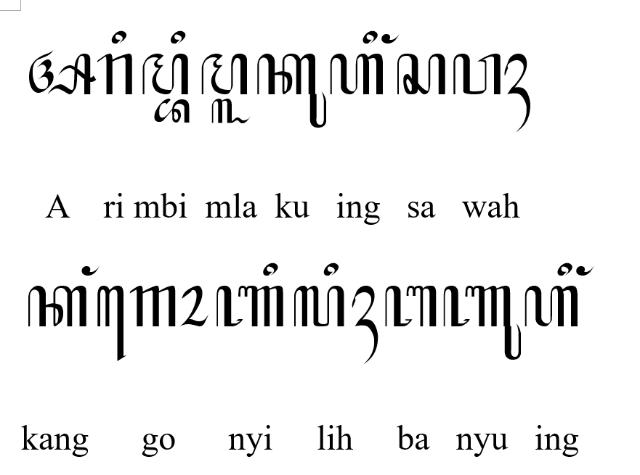 ꦄꦫꦶꦩ꧀ꦧꦶꦩ꧀ꦭꦏꦸꦲꦶꦁꦱꦮꦃ
A ri mbi mla ku ing sa wah
ꦏꦁꦒꦺꦴꦚꦶꦭꦶꦃꦧꦚꦸꦲꦶꦁ
kang go nyi lih ba nyu ing